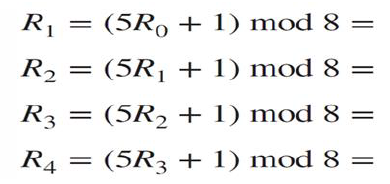 R₁ = (5R₀ + 1) mod 8 =
R₂ = (5R₁ + 1) mod 8 =
R₃ = (5R₂ + 1) mod 8 =
R₄ = (5R₃ + 1) mod 8 =